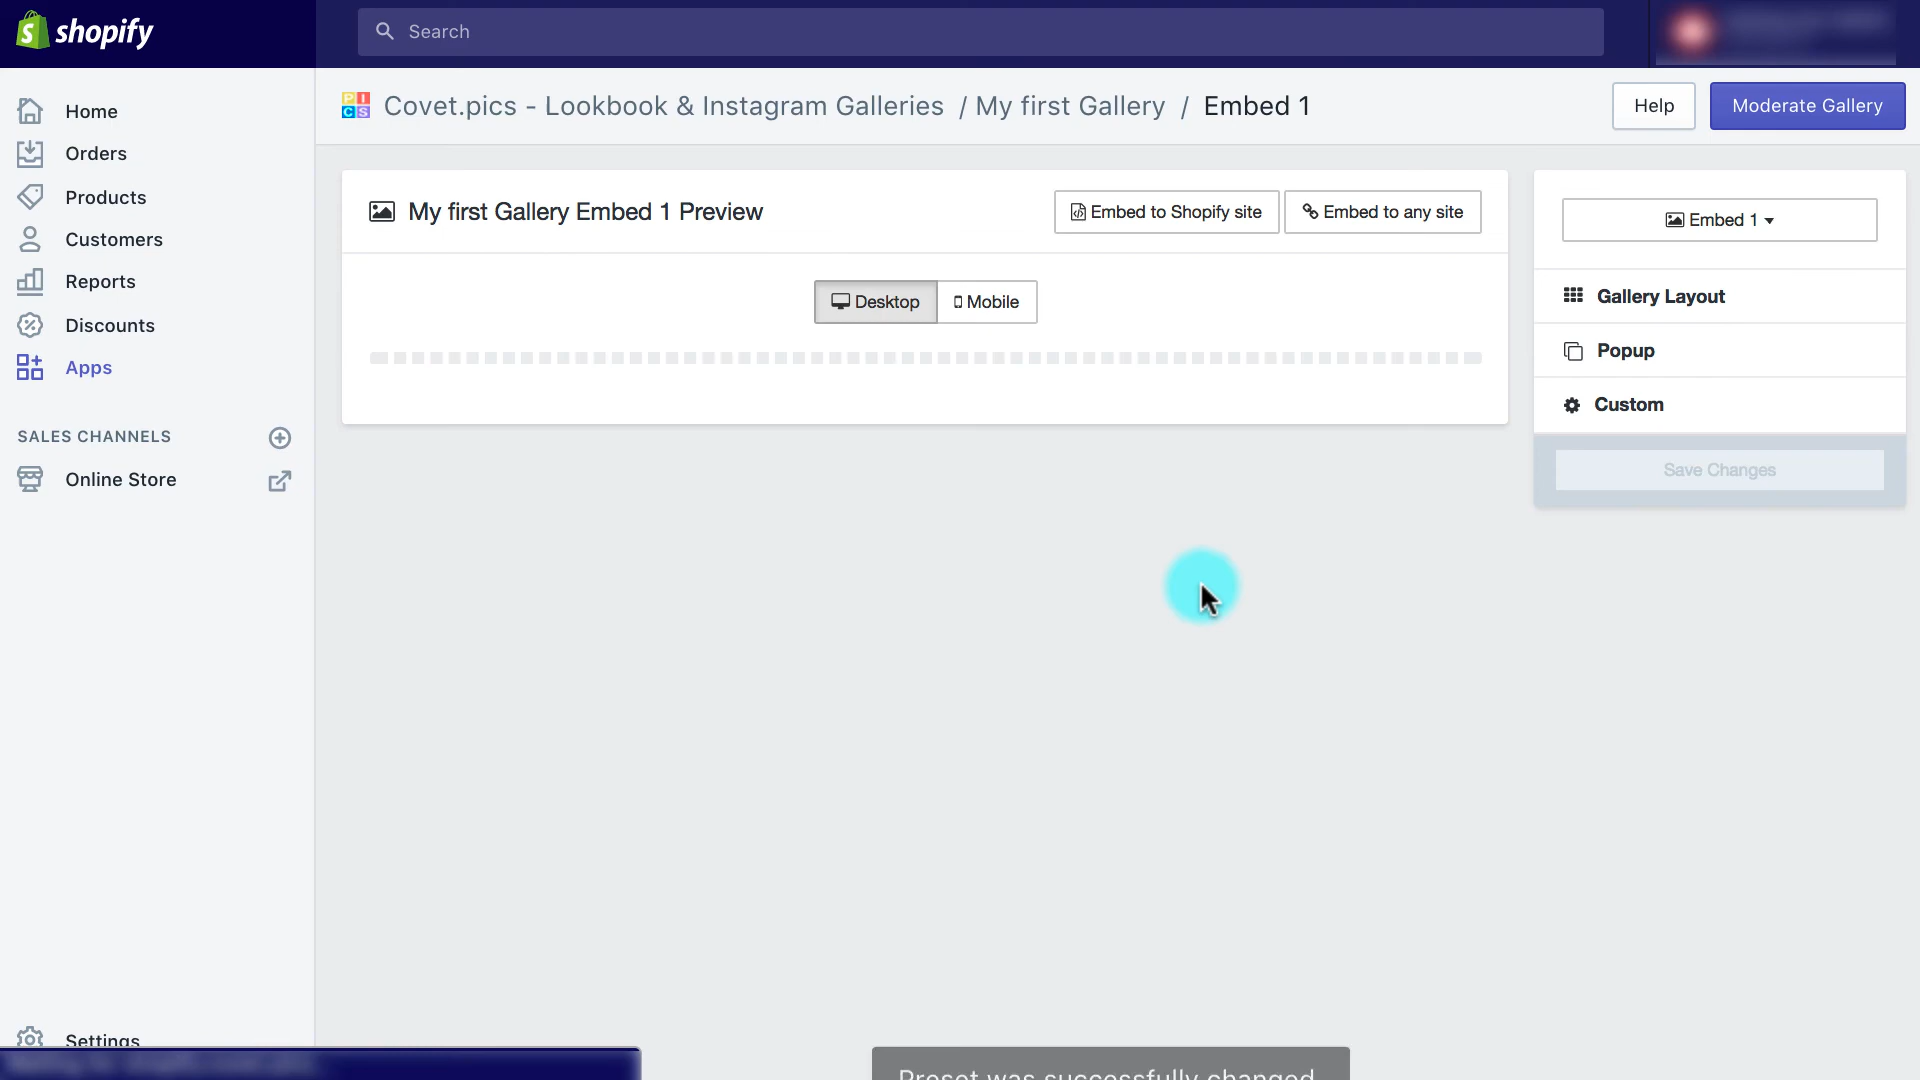 shopify
Search
Home
Orders
Products
Customers
Reports
Discounts
Apps
SALES CHANNELS
Online Store
Settings
PICS
Covet.pics - Lookbook & Instagram Galleries / My first Gallery / Embed 1
Help
Moderate Gallery
My first Gallery Embed 1 Preview
Embed to Shopify site
Embed to any site
Desktop
Mobile
Embed 1
Gallery Layout
Popup
Custom
Save Changes
Preset was successfully changed